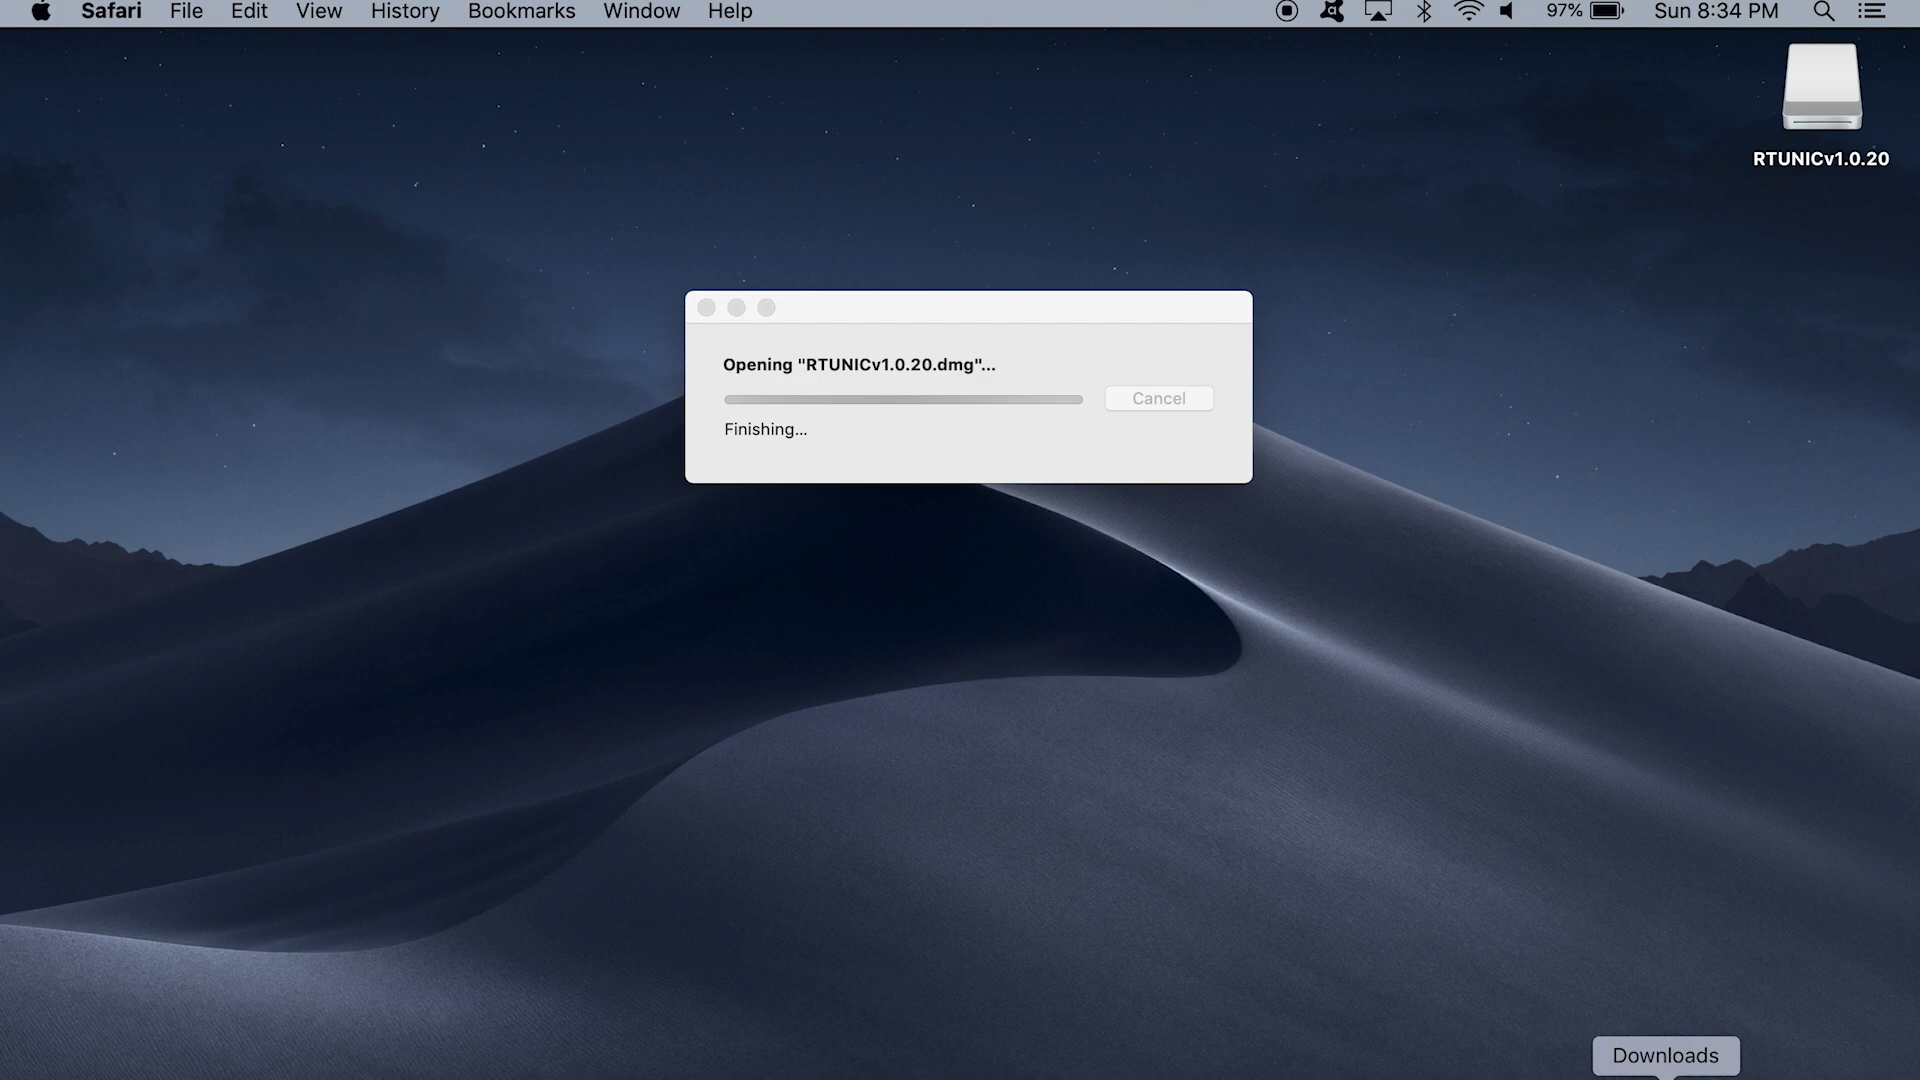 Safari File Edit View History Bookmarks Window Help 97% Sun 8:34 PM
RTUNICv1.0.20
Opening "RTUNICv1.0.20.dmg"...
Cancel
Finishing...
Downloads